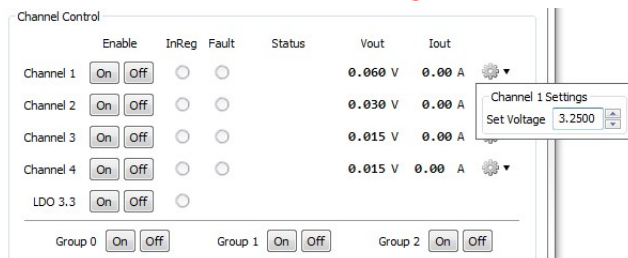 Channel Control
Enable InReg Fault Status Vout Iout
Channel 1 On Off 0.060 V 0.00 A
Channel 2 On Off 0.030 V 0.00 A
Channel 1 Settings
Set Voltage 3.2500
Channel 3 On Off 0.015 V 0.00 A
Channel 4 On Off 0.015 V 0.00 A
LDO 3.3 On Off
Group 0 On Off Group 1 On Off Group 2 On Off